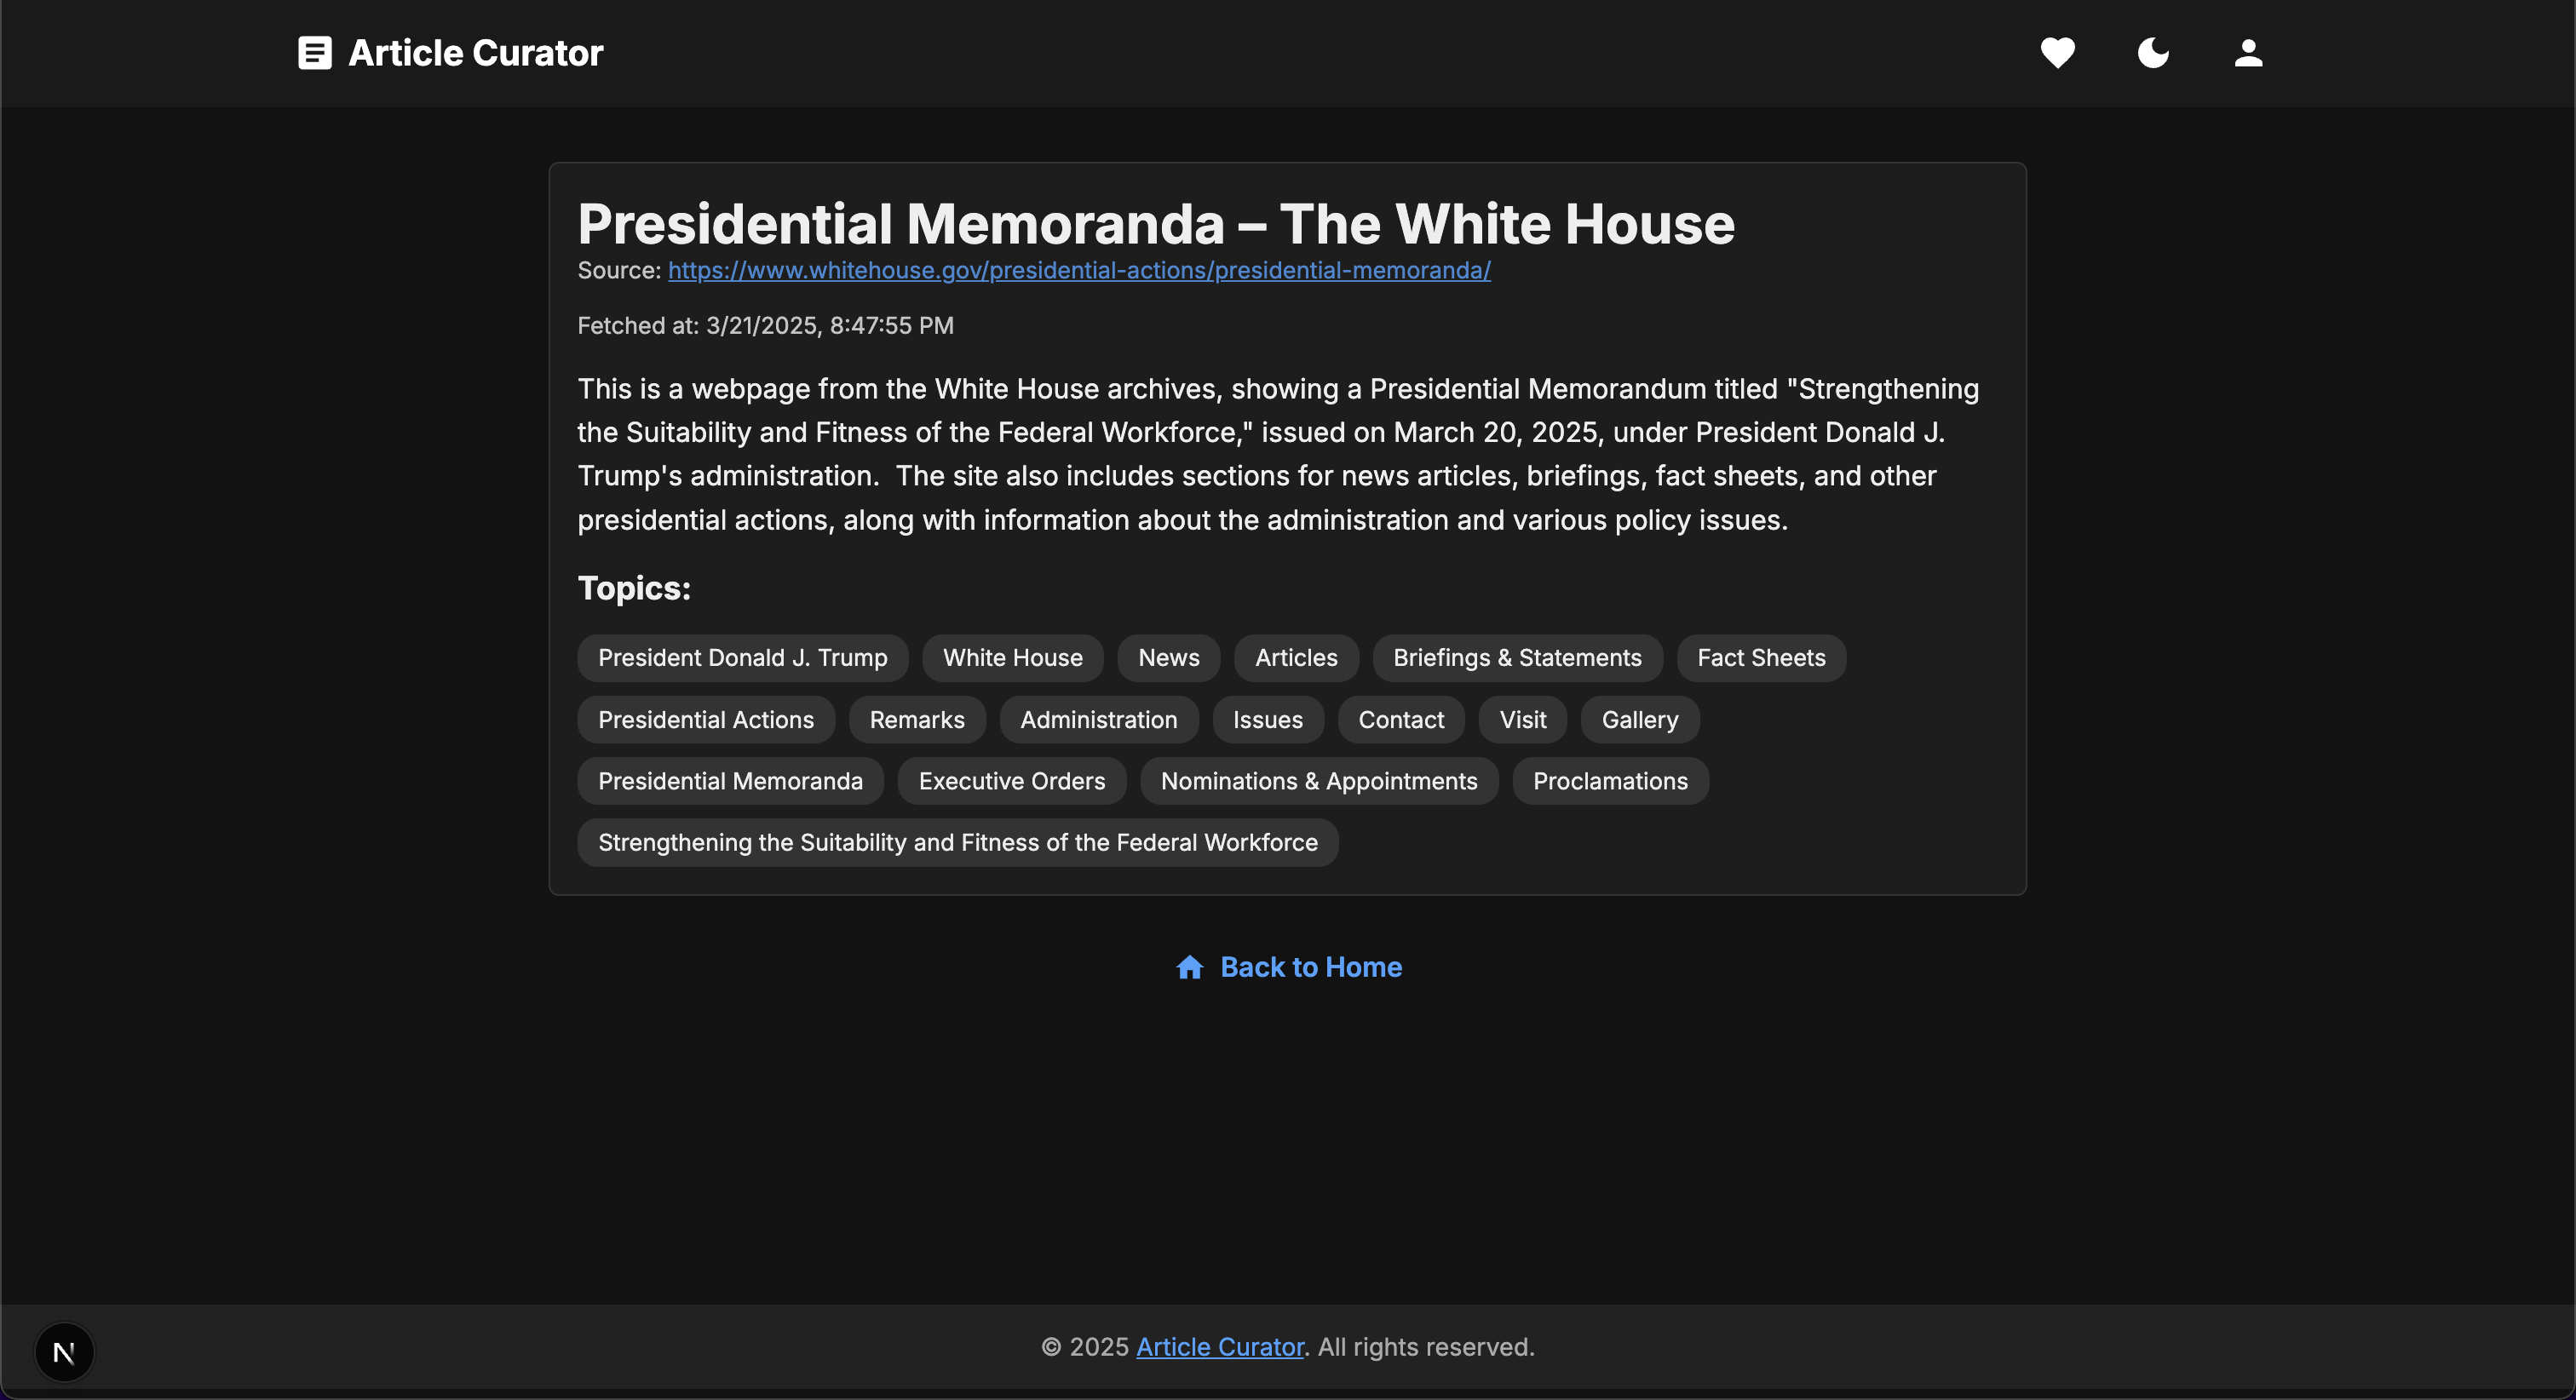 Article Curator
Presidential Memoranda – The White House
Source: https://www.whitehouse.gov/presidential-actions/presidential-memoranda/
Fetched at: 3/21/2025, 8:47:55 PM
This is a webpage from the White House archives, showing a Presidential Memorandum titled "Strengthening
the Suitability and Fitness of the Federal Workforce," issued on March 20, 2025, under President Donald J.
Trump's administration.  The site also includes sections for news articles, briefings, fact sheets, and other
presidential actions, along with information about the administration and various policy issues.
Topics:
President Donald J. Trump White House News Articles Briefings & Statements Fact Sheets
Presidential Actions Remarks Administration Issues Contact Visit Gallery
Presidential Memoranda Executive Orders Nominations & Appointments Proclamations
Strengthening the Suitability and Fitness of the Federal Workforce
Back to Home
N
© 2025 Article Curator. All rights reserved.